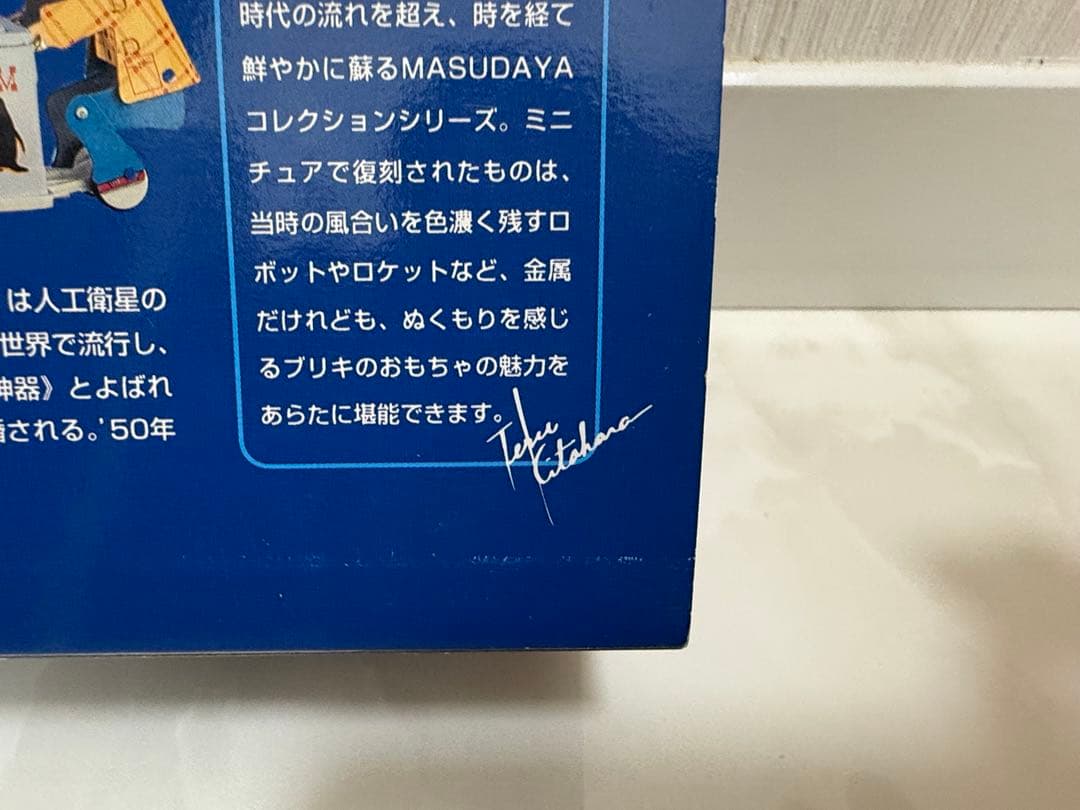 時代の流れを超え、時を経て
鮮やかに蘇るMASUDAYA
コレクションシリーズ。ミニ
チュアで復刻されたものは、
当時の風合いを色濃く残すロ
ボットやロケットなど、金属
だけれども、ぬくもりを感じ
るブリキのおもちゃの魅力を
あらたに堪能できます。
Teru
Kitahara
は人工衛星の
世界で流行し、
神器》とよばれ
される。'50年
M